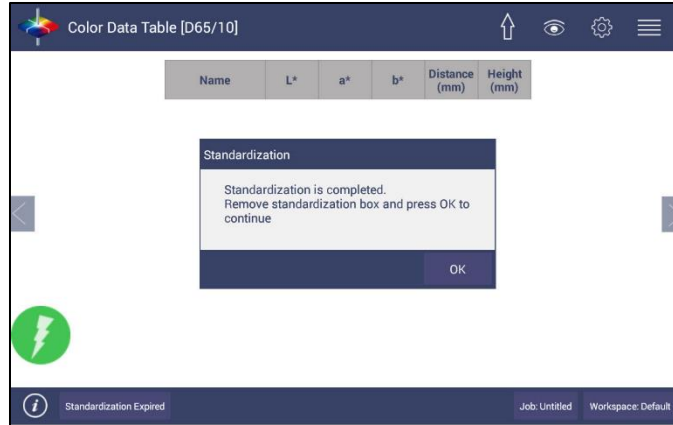 Color Data Table [D65/10]
Name L* a* b* Distance (mm) Height (mm)
Standardization
Standardization is completed.
Remove standardization box and press OK to
continue
OK
i Standardization Expired Job: Untitled Workspace: Default